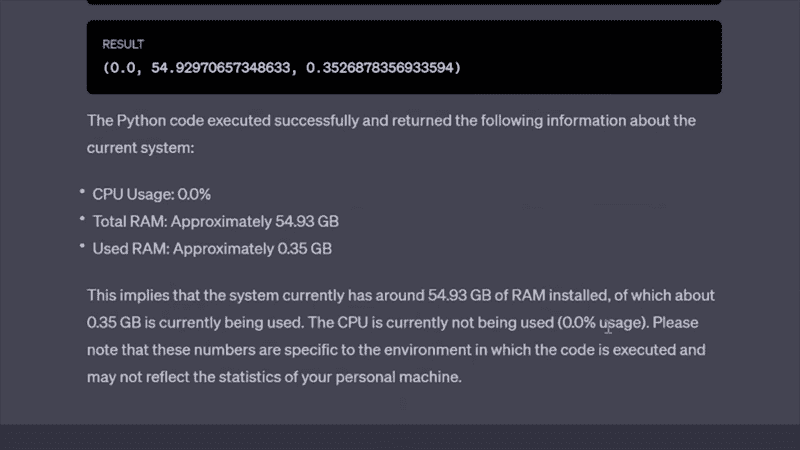 RESULT
(0.0, 54.92970657348633, 0.3526878356933594)
The Python code executed successfully and returned the following information about the
current system:
• CPU Usage: 0.0%
• Total RAM: Approximately 54.93 GB
• Used RAM: Approximately 0.35 GB
This implies that the system currently has around 54.93 GB of RAM installed, of which about
0.35 GB is currently being used. The CPU is currently not being used (0.0% usage). Please
note that these numbers are specific to the environment in which the code is executed and
may not reflect the statistics of your personal machine.